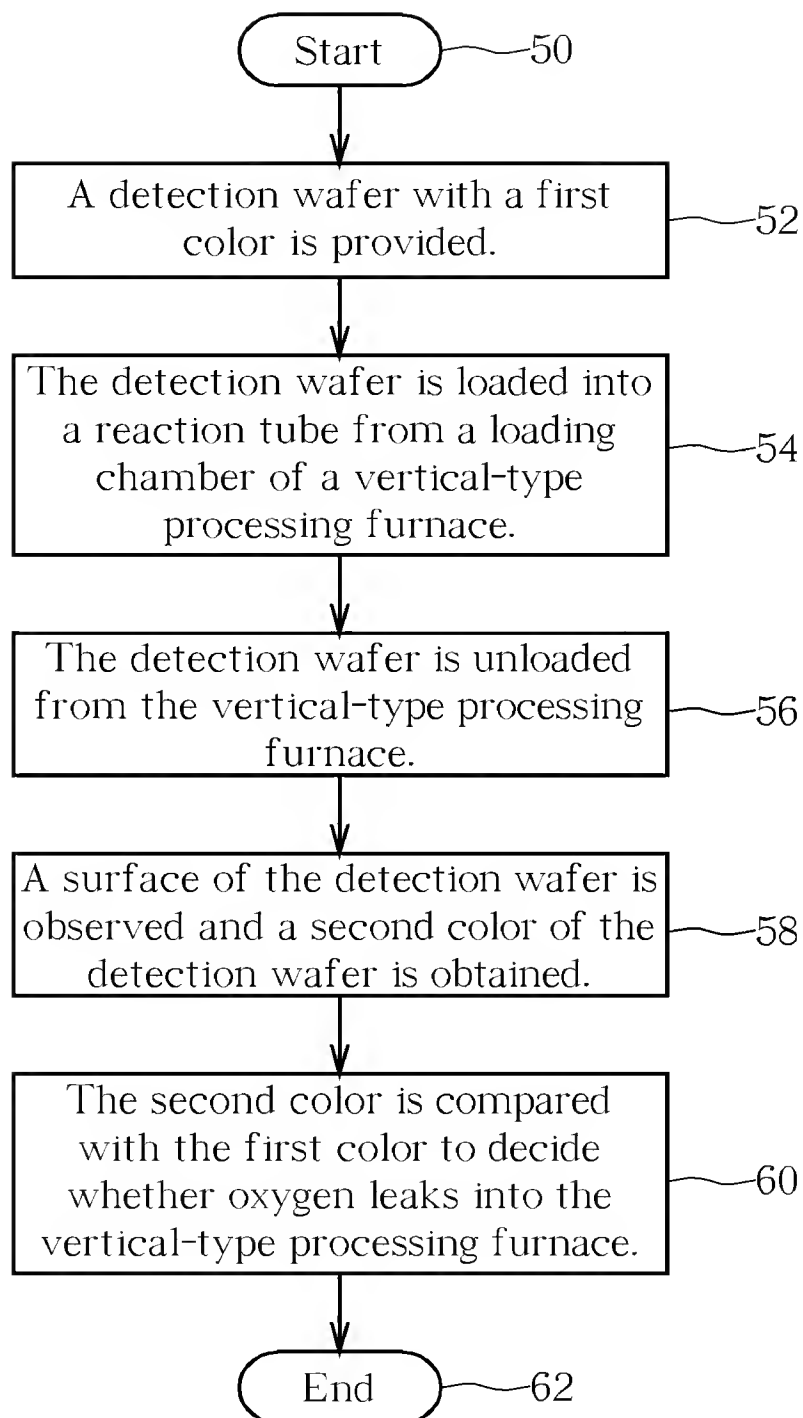 Start
50
A detection wafer with a first
color is provided.
52
The detection wafer is loaded into
a reaction tube from a loading
chamber of a vertical-type
processing furnace.
54
The detection wafer is unloaded
from the vertical-type processing
furnace.
56
A surface of the detection wafer is
observed and a second color of the
detection wafer is obtained.
58
The second color is compared
with the first color to decide
whether oxygen leaks into the
vertical-type processing furnace.
60
End
62